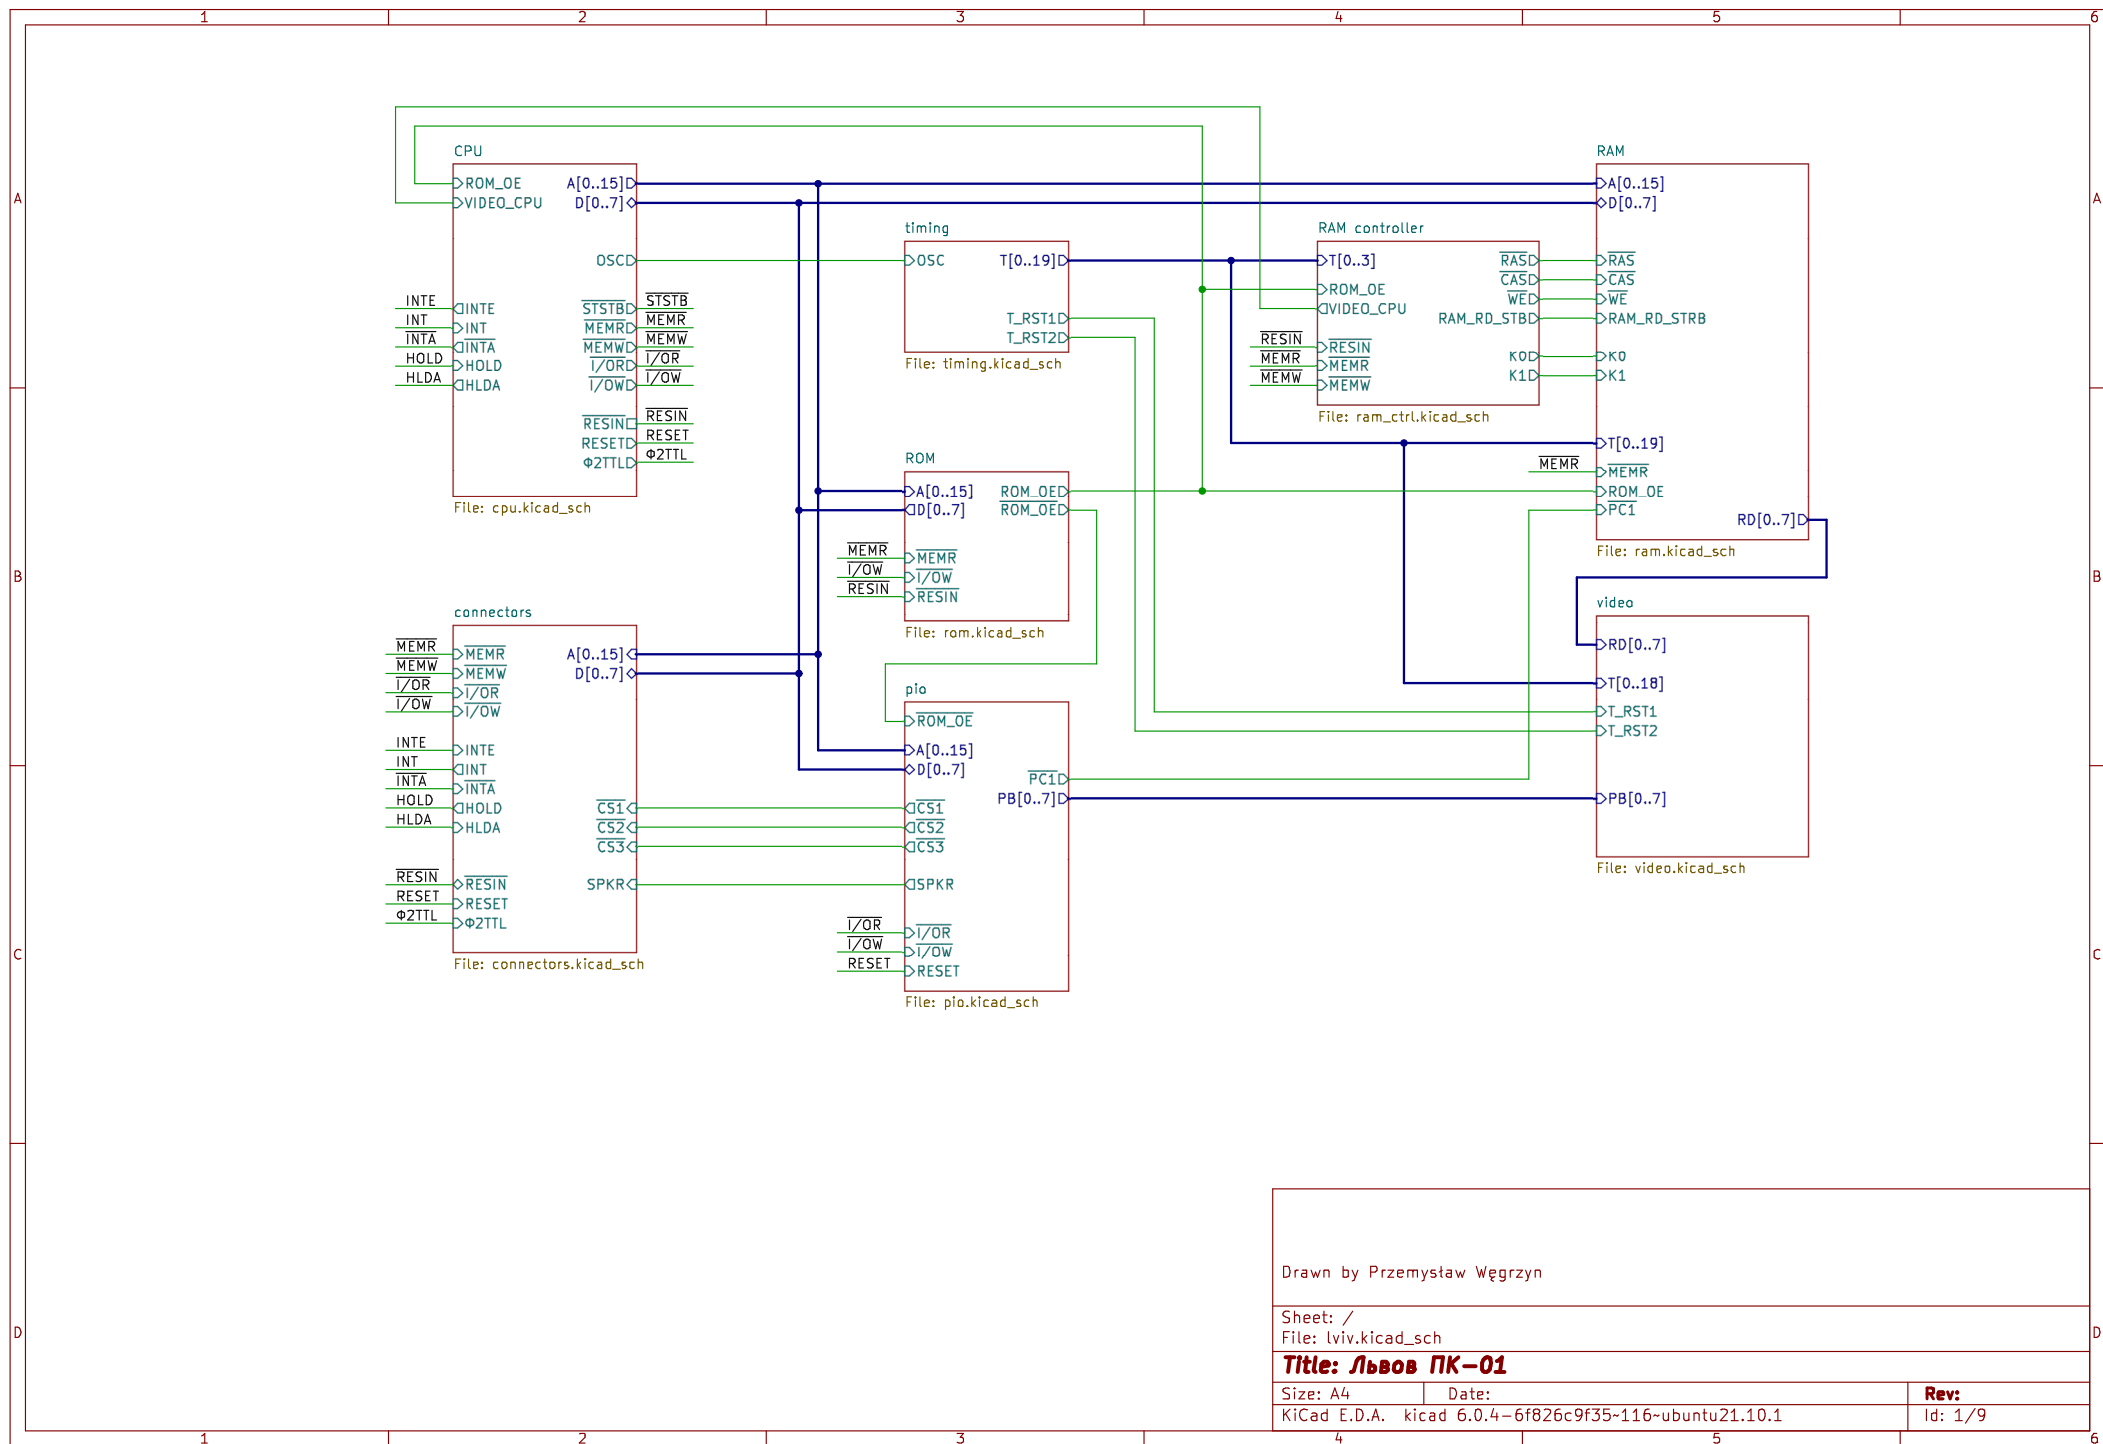 1 2 3 4 5 6
A A
B B
C C
D D
CPU
ROM_OE A[0..15]
VIDEO_CPU D[0..7]
OSC
INTE INTE STSTB STSTB
INT INT MEMR MEMR
INTA INTA MEMW MEMW
HOLD HOLD I/OR I/OR
HLDA HLDA I/OW I/OW
RESIN RESIN
RESET RESET
Φ2TTL Φ2TTL
File: cpu.kicad_sch
timing
OSC T[0..19]
T_RST1
T_RST2
File: timing.kicad_sch
RAM controller
T[0..3] RAS
CAS
ROM_OE WE
VIDEO_CPU RAM_RD_STB
RESIN RESIN
MEMR MEMR K0
MEMW MEMW K1
File: ram_ctrl.kicad_sch
RAM
A[0..15]
D[0..7]
RAS
CAS
WE
RAM_RD_STRB
K0
K1
T[0..19]
MEMR MEMR
ROM_OE
PC1
RD[0..7]
File: ram.kicad_sch
ROM
A[0..15] ROM_OE
D[0..7] ROM_OE
MEMR MEMR
I/OW I/OW
RESIN RESIN
File: rom.kicad_sch
connectors
MEMR MEMR A[0..15]
MEMW MEMW D[0..7]
I/OR I/OR
I/OW I/OW
INTE INTE
INT INT
INTA INTA
HOLD HOLD CS1
HLDA HLDA CS2
CS3
RESIN RESIN SPKR
RESET RESET
Φ2TTL Φ2TTL
File: connectors.kicad_sch
pio
ROM_OE
A[0..15]
D[0..7]
PC1
PB[0..7]
CS1
CS2
CS3
SPKR
I/OR I/OR
I/OW I/OW
RESET RESET
File: pio.kicad_sch
video
RD[0..7]
T[0..18]
T_RST1
T_RST2
PB[0..7]
File: video.kicad_sch
Drawn by Przemysław Węgrzyn
Sheet: /
File: lviv.kicad_sch
Title: Львов ПК-01
Size: A4 Date: Rev:
KiCad E.D.A. kicad 6.0.4-6f826c9f35~116~ubuntu21.10.1 Id: 1/9
1 2 3 4 5 6